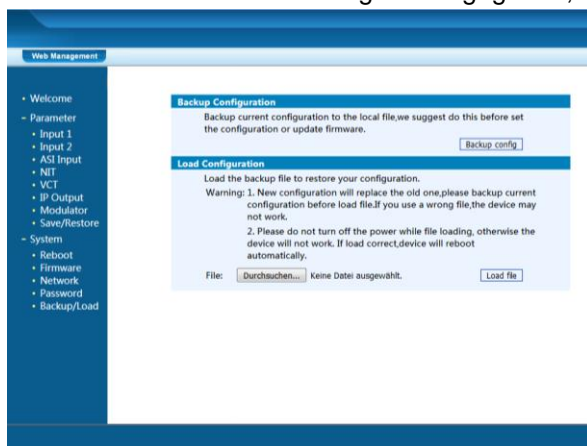 Web Management
• Welcome
- Parameter
• Input 1
• Input 2
• ASI Input
• NIT
• VCT
• IP Output
• Modulator
• Save/Restore
- System
• Reboot
• Firmware
• Network
• Password
• Backup/Load
Backup Configuration
Backup current configuration to the local file,we suggest do this before set
the configuration or update firmware.
Backup config
Load Configuration
Load the backup file to restore your configuration.
Warning: 1. New configuration will replace the old one,please backup current
configuration before load file.If you use a wrong file,the device may
not work.
2. Please do not turn off the power while file loading, otherwise the
device will not work. If load correct,device will reboot
automatically.
File: Durchsuchen... Keine Datei ausgewählt. Load file